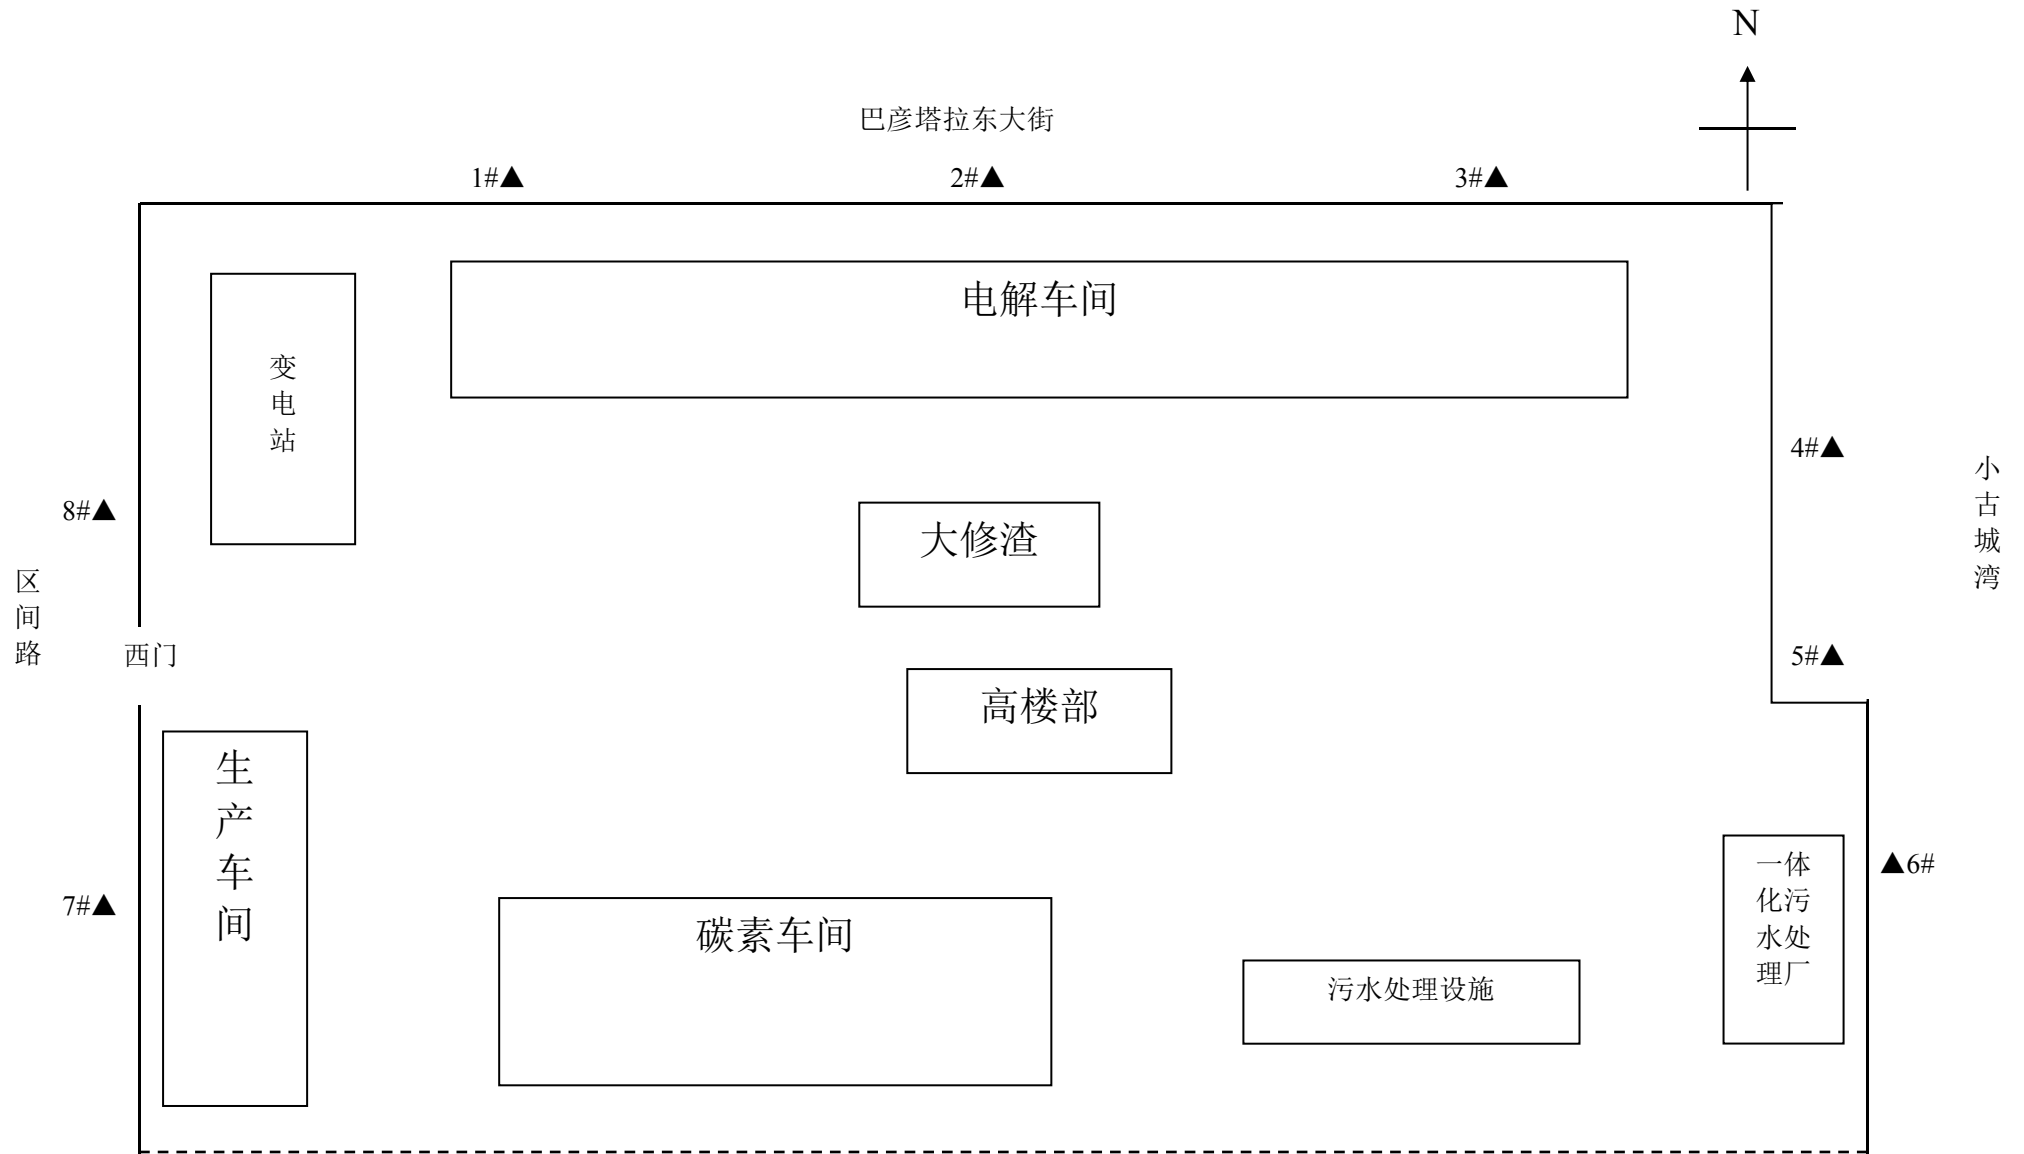 N
巴彦塔拉东大街
1#▲
2#▲
3#▲
电解车间
变
电
站
4#▲
小
古
城
湾
8#▲
大修渣
区
间
路
西门
5#▲
高楼部
生
产
车
间
7#▲
碳素车间
污水处理设施
一体
化污
水处
理厂
▲6#